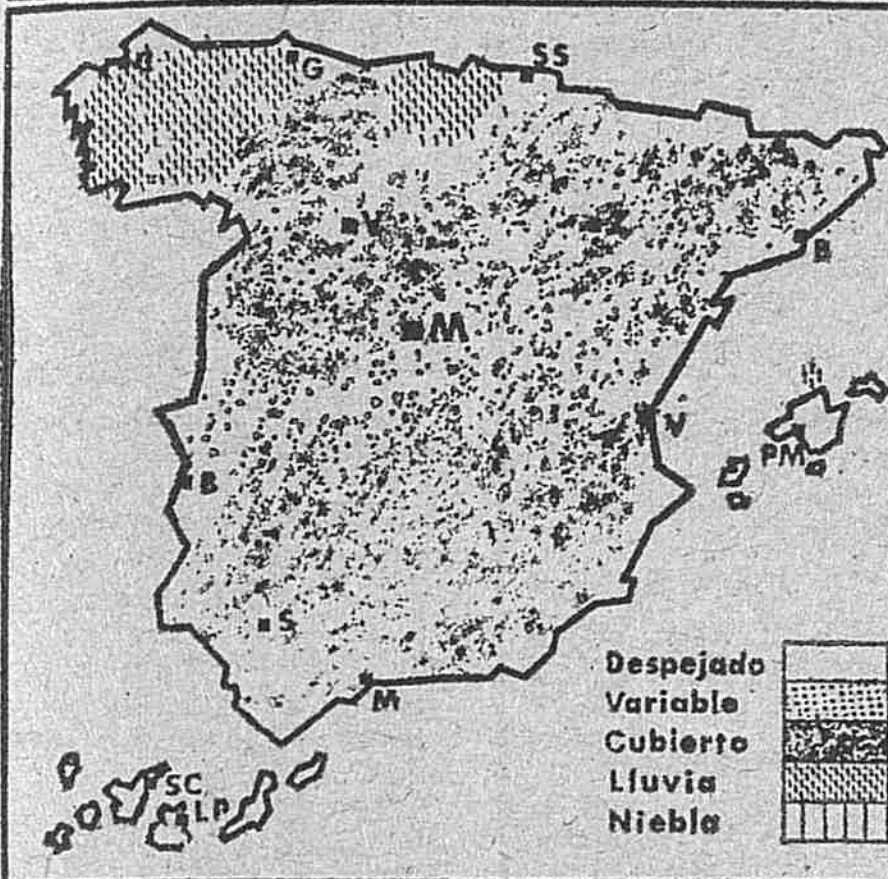 G
SS
V
B
M
V
PM
B
S
M
SC
LP
Despejado
Variable
Cubierto
Lluvia
Niebla